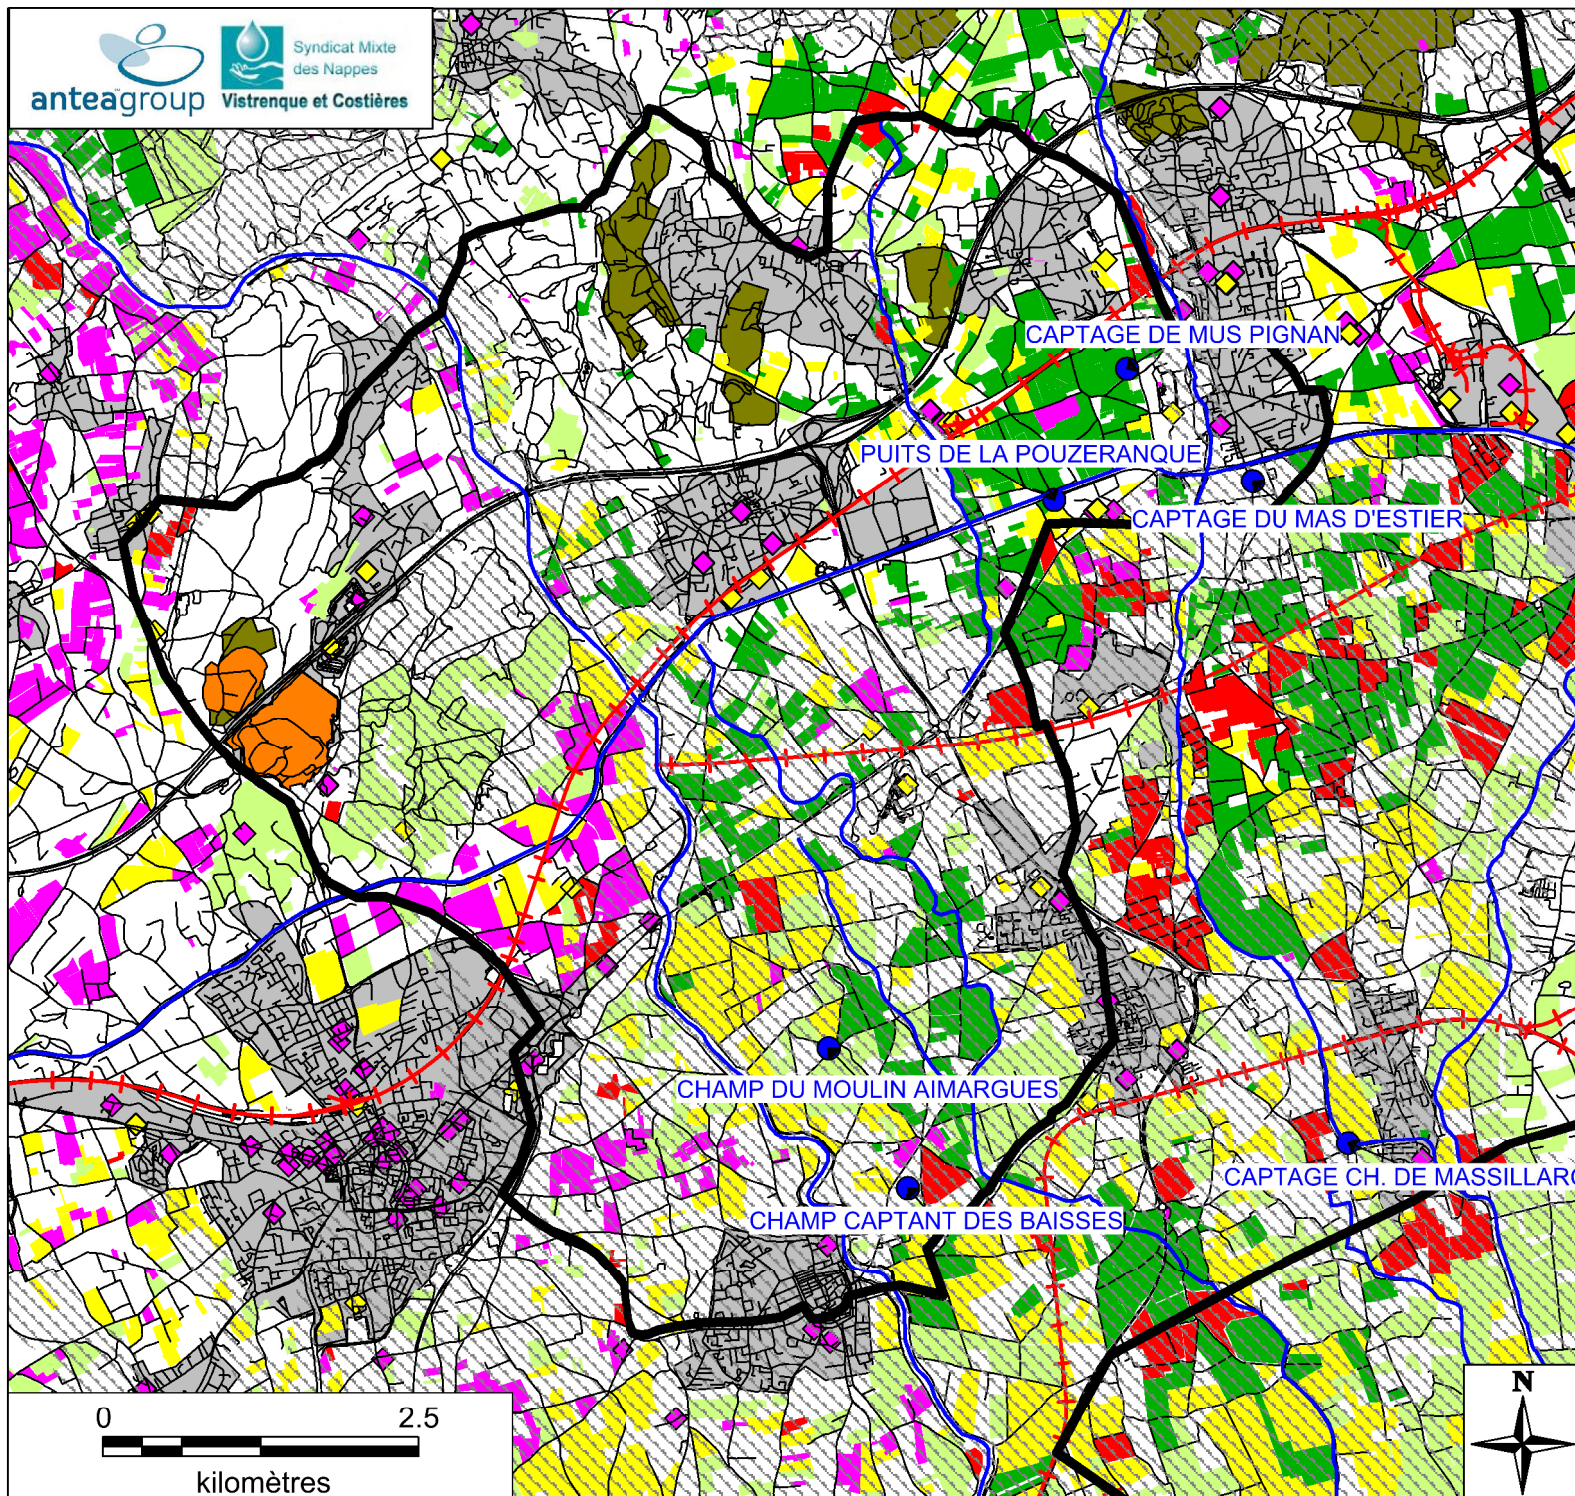 anteagroup
Syndicat Mixte
des Nappes
Vistrenque et Costières
CAPTAGE DE MUS PIGNAN
PUITS DE LA POUZERANQUE
CAPTAGE DU MAS D'ESTIER
CHAMP DU MOULIN AIMARGUES
CAPTAGE CH. DE MASSILLARG
CHAMP CAPTANT DES BAISSES
0 2.5
kilomètres
N